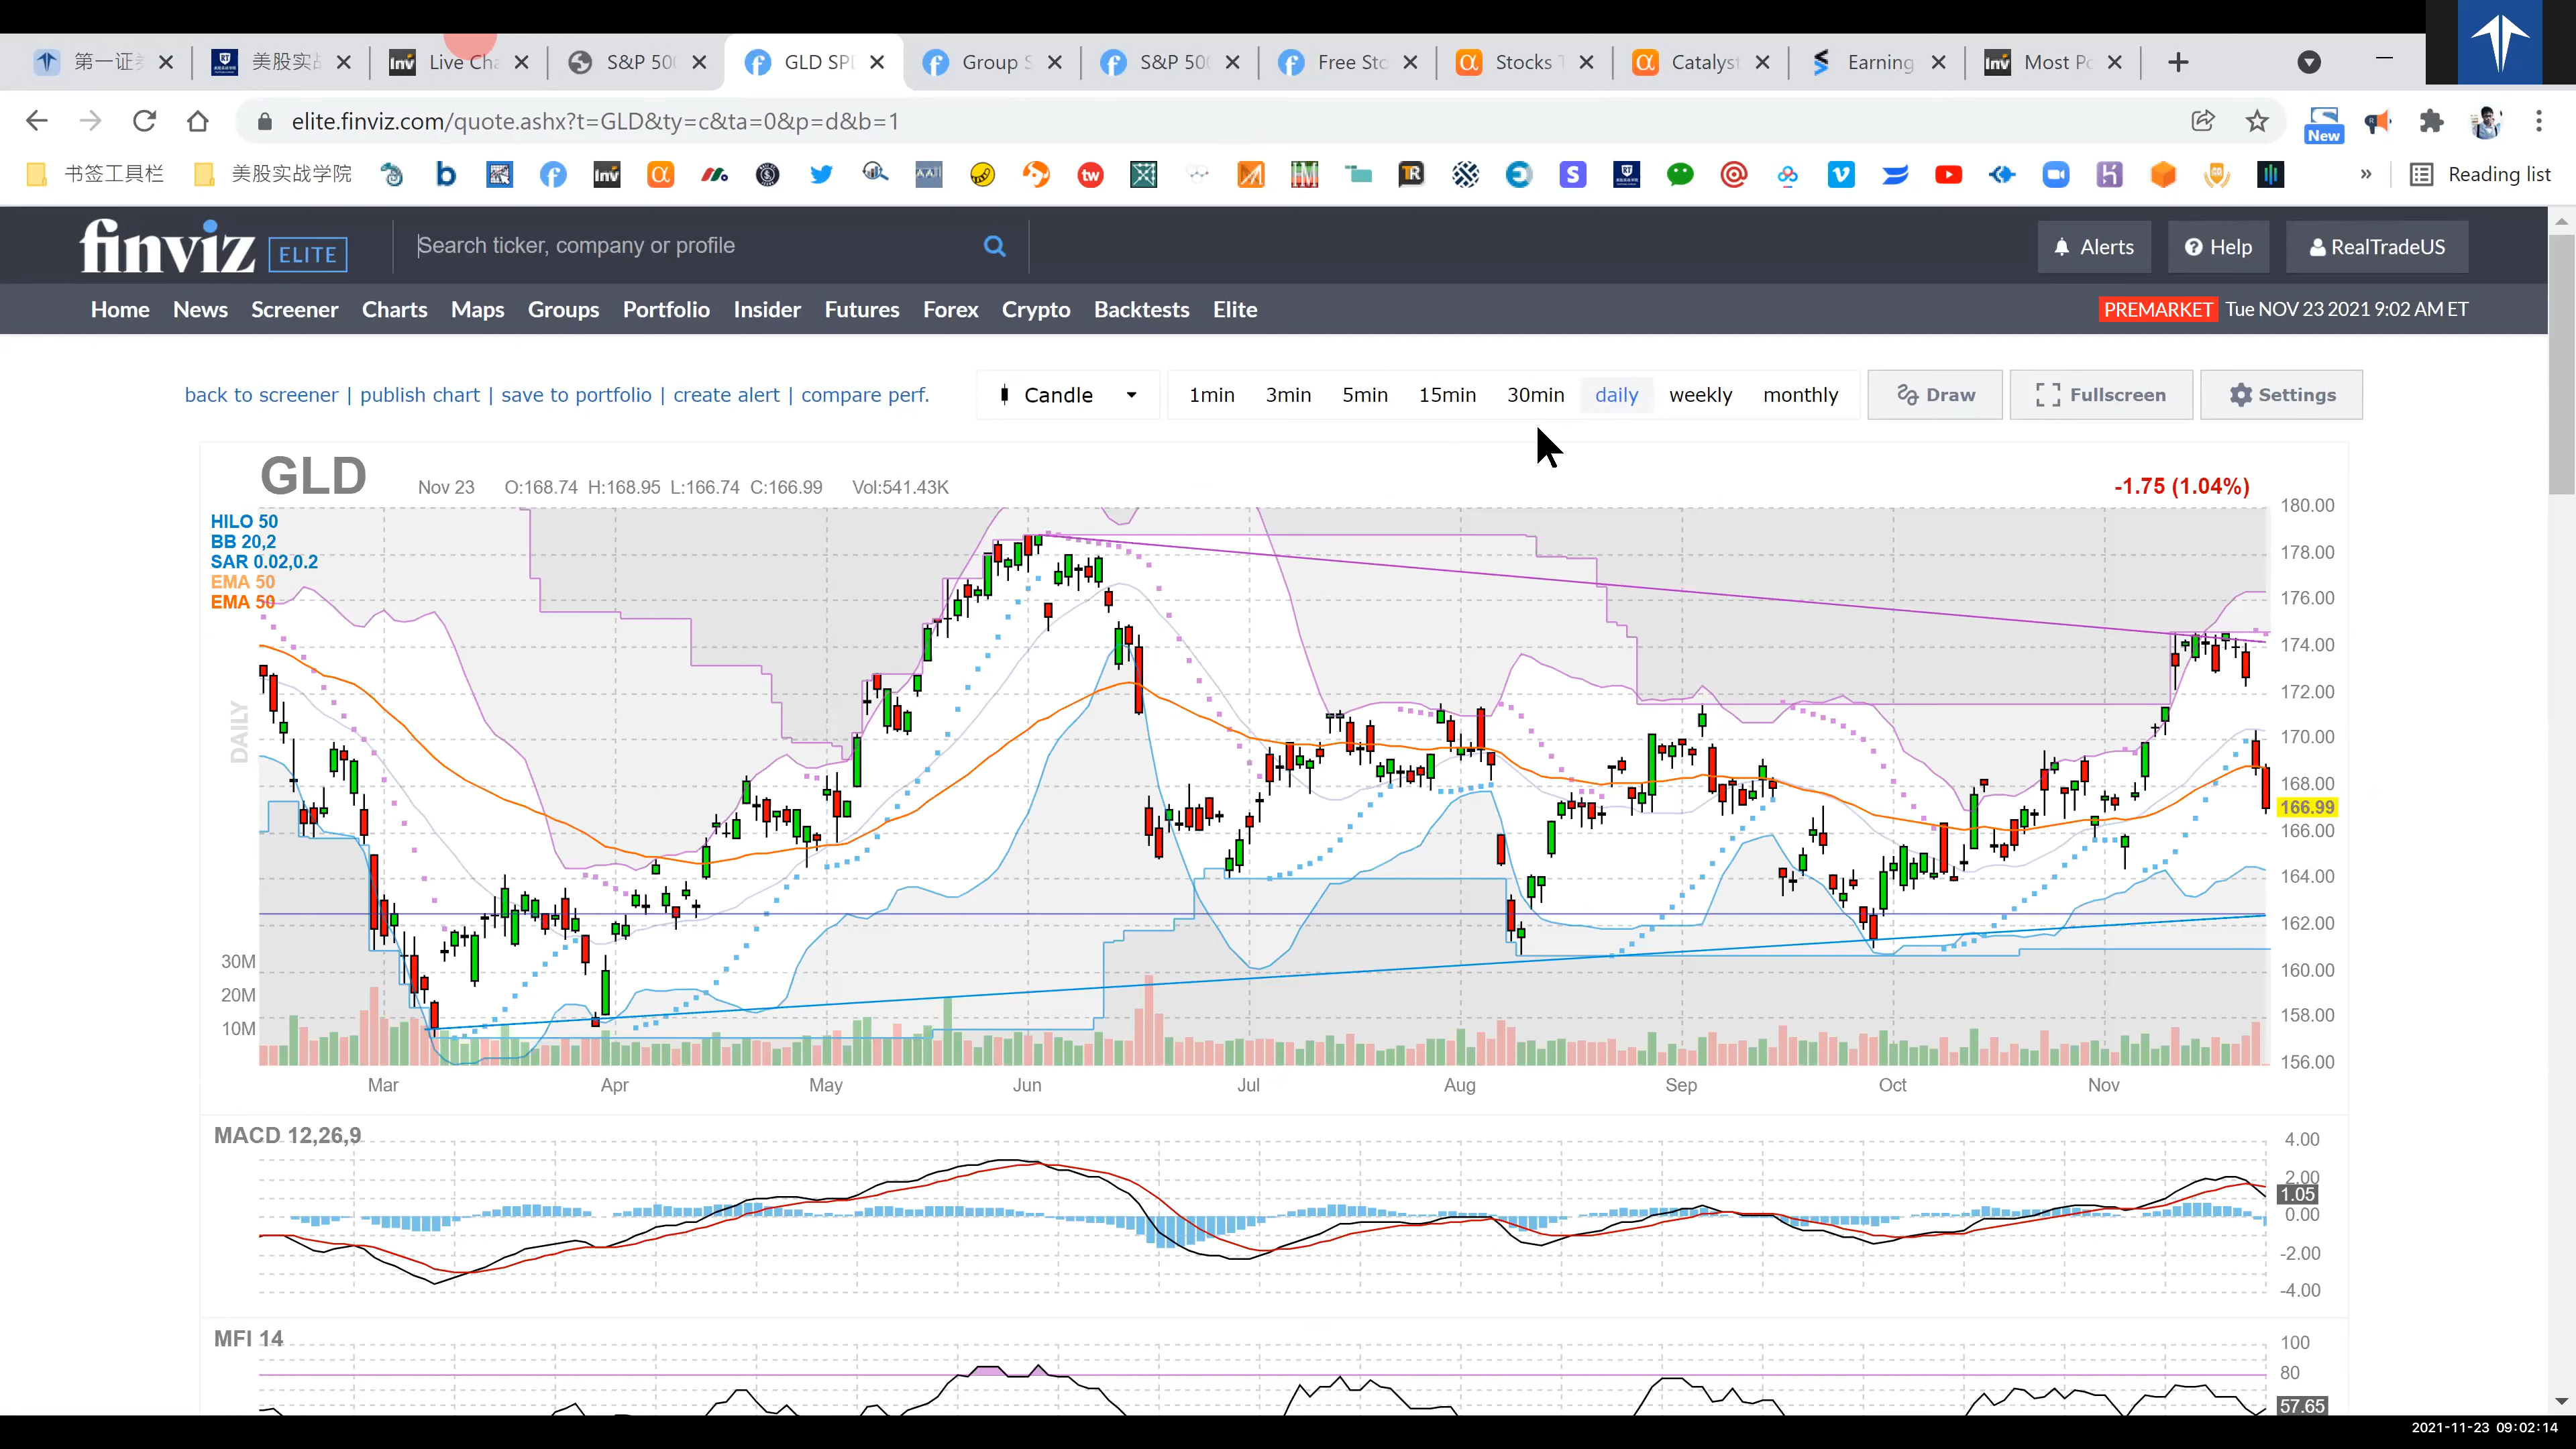 第一证券
美股实战
Live Cha
S&P 500
GLD SPD
Group S
S&P 500
Free Sto
Stocks T
Catalyst
Earning
Most Po
elite.finviz.com/quote.ashx?t=GLD&ty=c&ta=0&p=d&b=1
New
书签工具栏
美股实战学院
Reading list
finviz ELITE
Search ticker, company or profile
Alerts
Help
RealTradeUS
Home News Screener Charts Maps Groups Portfolio Insider Futures Forex Crypto Backtests Elite
PREMARKET Tue NOV 23 2021 9:02 AM ET
back to screener | publish chart | save to portfolio | create alert | compare perf.
Candle
1min 3min 5min 15min 30min daily weekly monthly
Draw
Fullscreen
Settings
GLD
Nov 23 O:168.74 H:168.95 L:166.74 C:166.99 Vol:541.43K
-1.75 (1.04%)
HILO 50
BB 20,2
SAR 0.02,0.2
EMA 50
EMA 50
DAILY
180.00
178.00
176.00
174.00
172.00
170.00
168.00
166.99
166.00
164.00
162.00
160.00
158.00
156.00
30M
20M
10M
Mar Apr May Jun Jul Aug Sep Oct Nov
MACD 12,26,9
4.00
2.00
1.05
0.00
-2.00
-4.00
MFI 14
100
80
57.65
2021-11-23 09:02:14